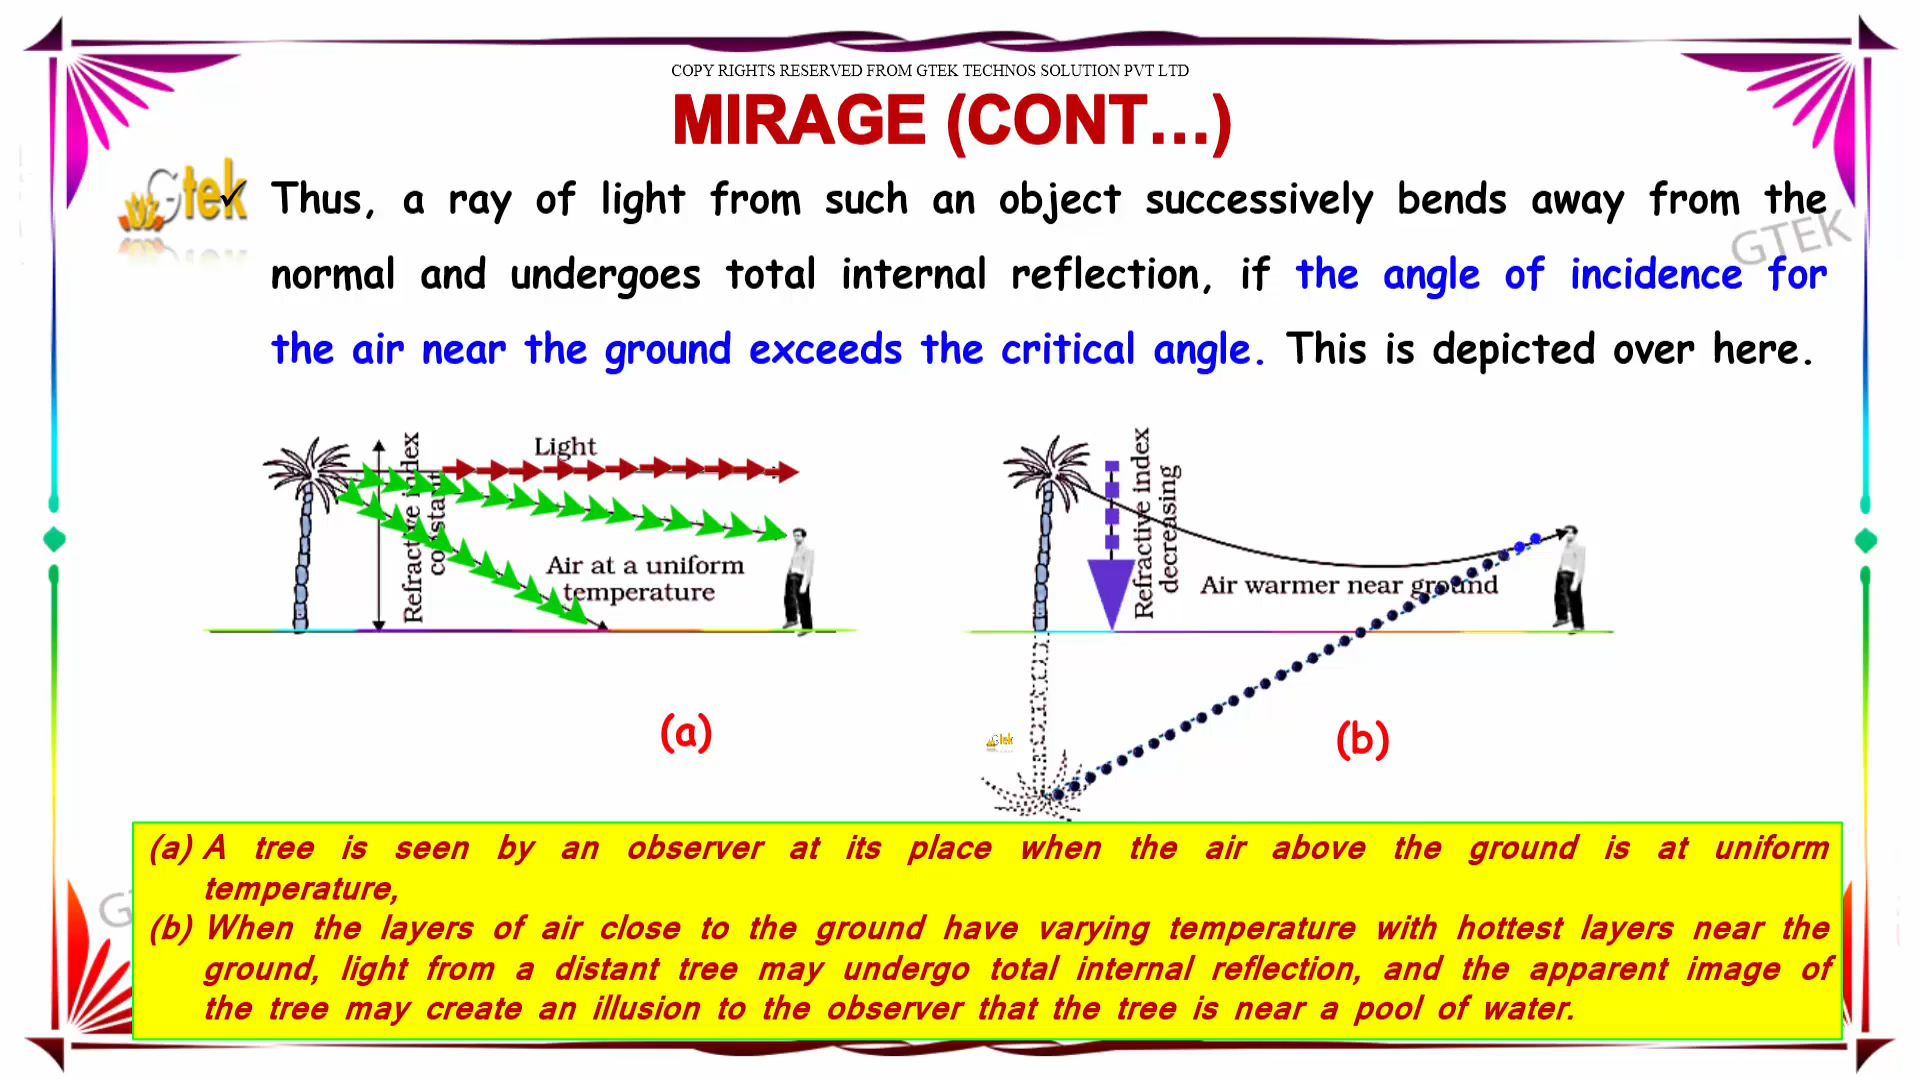 COPY RIGHTS RESERVED FROM GTEK TECHNOS SOLUTION PVT LTD
MIRAGE (CONT...)
Gtek
✓ Thus, a ray of light from such an object successively bends away from the
GTEK
normal and undergoes total internal reflection, if the angle of incidence for
the air near the ground exceeds the critical angle. This is depicted over here.
Light
Refractive index
constant
Air at a uniform
temperature
Refractive index
decreasing
Air warmer near ground
(a)
(b)
Gtek
(a) A tree is seen by an observer at its place when the air above the ground is at uniform
temperature,
(b) When the layers of air close to the ground have varying temperature with hottest layers near the
ground, light from a distant tree may undergo total internal reflection, and the apparent image of
the tree may create an illusion to the observer that the tree is near a pool of water.